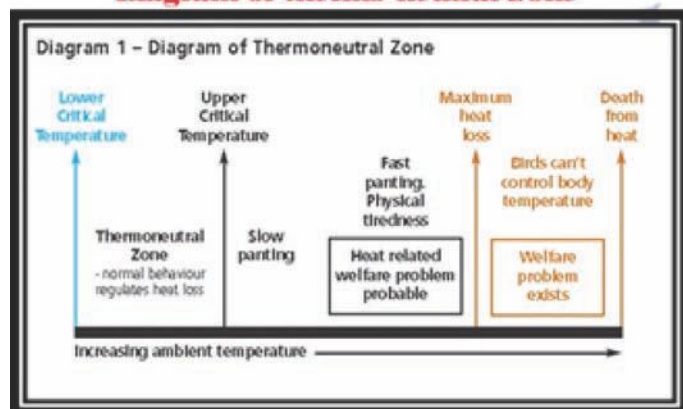 Diagram 1 – Diagram of Thermoneutral Zone
Lower
Critical
Temperature
Upper
Critical
Temperature
Maximum
heat
loss
Death
from
heat
Fast
panting.
Physical
tiredness
Birds can't
control body
temperature
Thermoneutral
Zone
- normal behaviour
regulates heat loss
Slow
panting
Heat related
welfare problem
probable
Welfare
problem
exists
Increasing ambient temperature